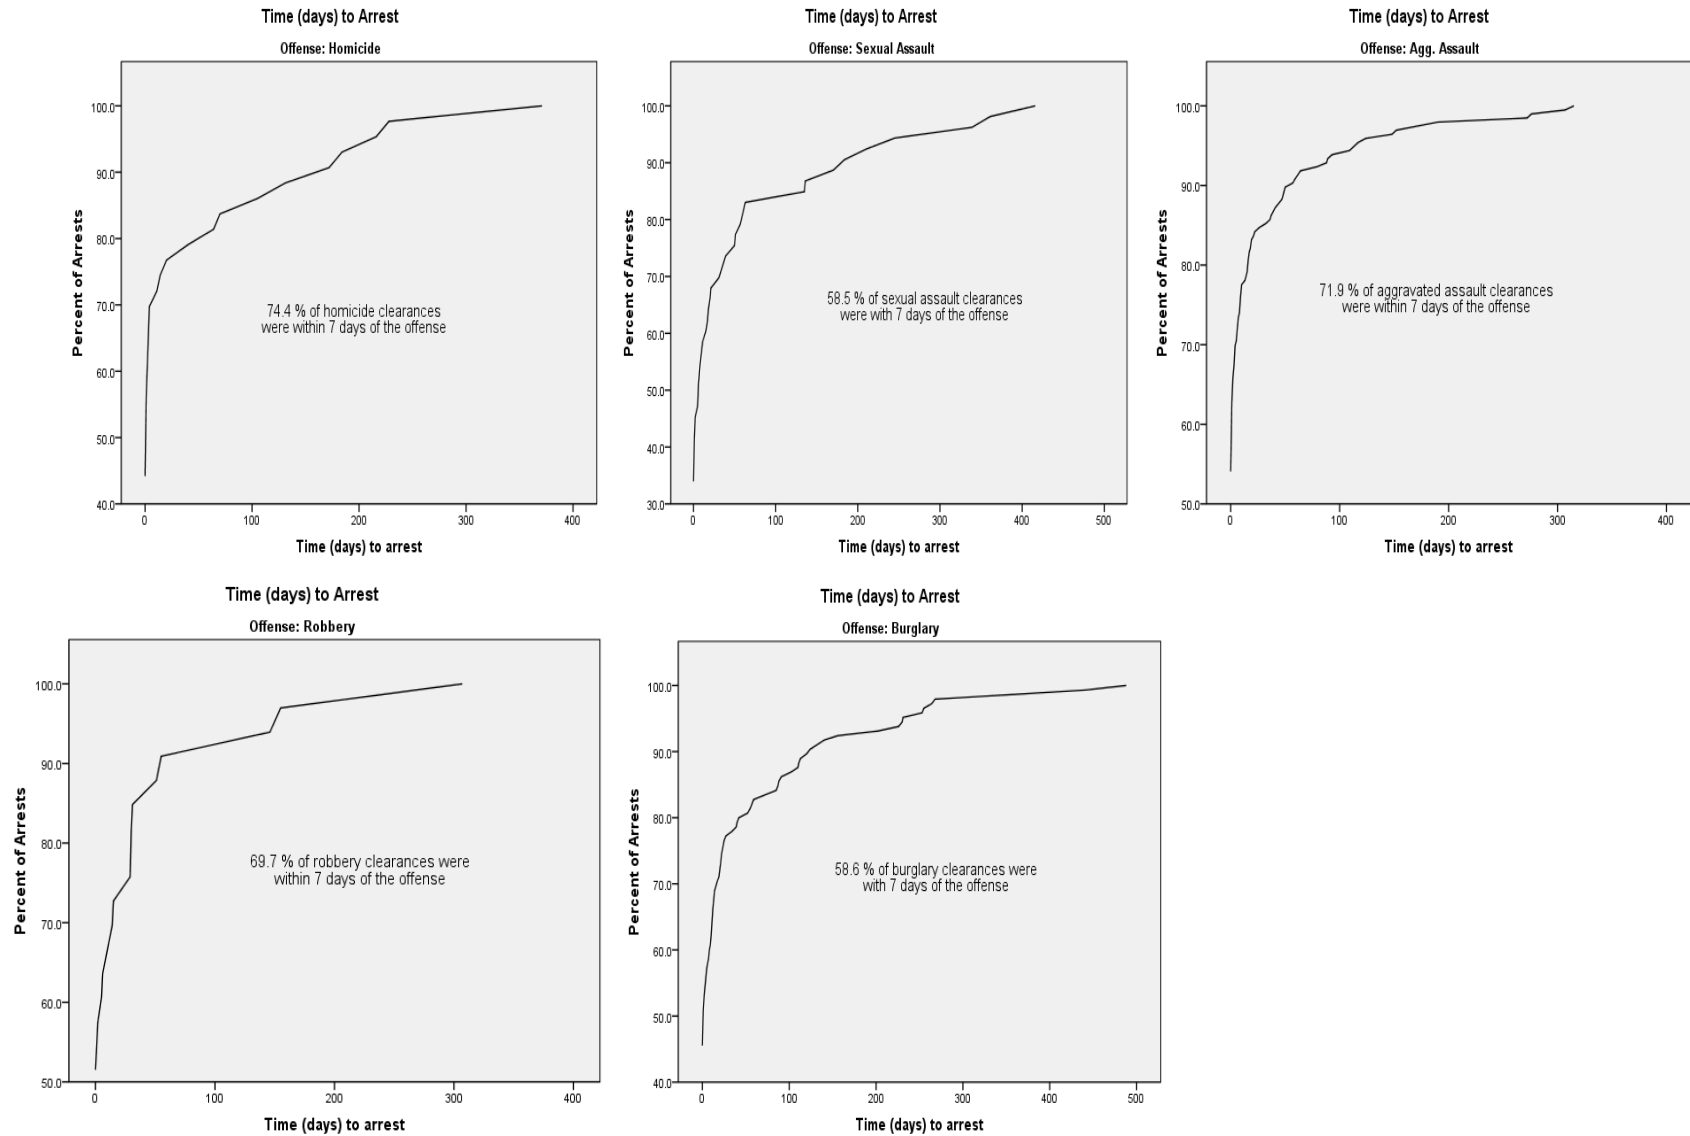 Time (days) to Arrest
Offense: Homicide
Percent of Arrests
100.0
90.0
80.0
70.0
60.0
50.0
40.0
74.4 % of homicide clearances
were within 7 days of the offense
0 100 200 300 400
Time (days) to arrest
Time (days) to Arrest
Offense: Sexual Assault
Percent of Arrests
100.0
90.0
80.0
70.0
60.0
50.0
40.0
30.0
58.5 % of sexual assault clearances
were with 7 days of the offense
0 100 200 300 400 500
Time (days) to arrest
Time (days) to Arrest
Offense: Agg. Assault
Percent of Arrests
100.0
90.0
80.0
70.0
60.0
50.0
71.9 % of aggravated assault clearances
were within 7 days of the offense
0 100 200 300 400
Time (days) to arrest
Time (days) to Arrest
Offense: Robbery
Percent of Arrests
100.0
90.0
80.0
70.0
60.0
50.0
69.7 % of robbery clearances were
within 7 days of the offense
0 100 200 300 400
Time (days) to arrest
Time (days) to Arrest
Offense: Burglary
Percent of Arrests
100.0
90.0
80.0
70.0
60.0
50.0
40.0
58.6 % of burglary clearances were
with 7 days of the offense
0 100 200 300 400 500
Time (days) to arrest